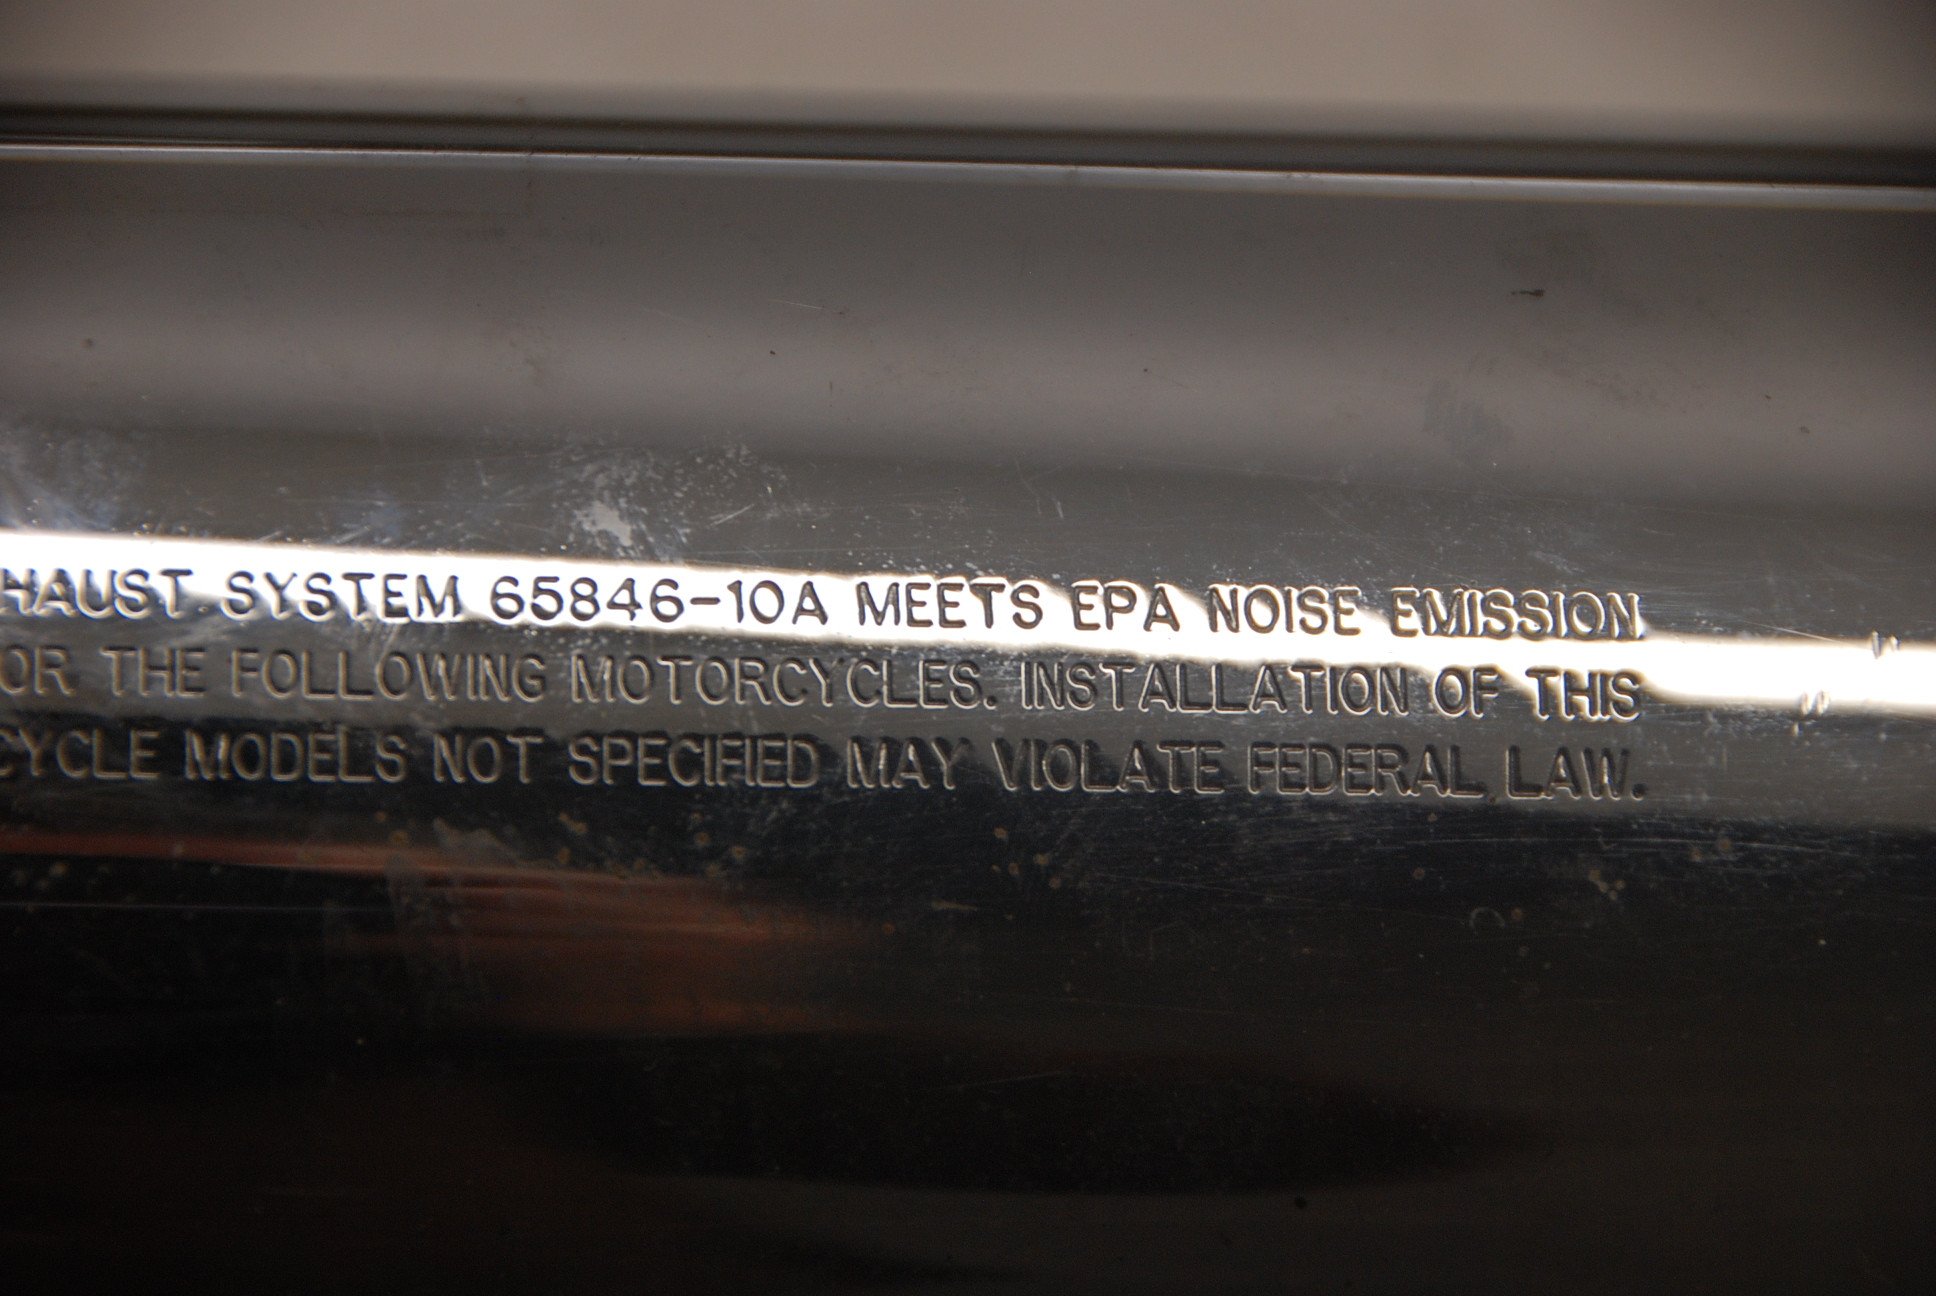 HAUST SYSTEM 65846-10A MEETS EPA NOISE EMISSION
OR THE FOLLOWING MOTORCYCLES. INSTALLATION OF THIS
CYCLE MODELS NOT SPECIFIED MAY VIOLATE FEDERAL LAW.